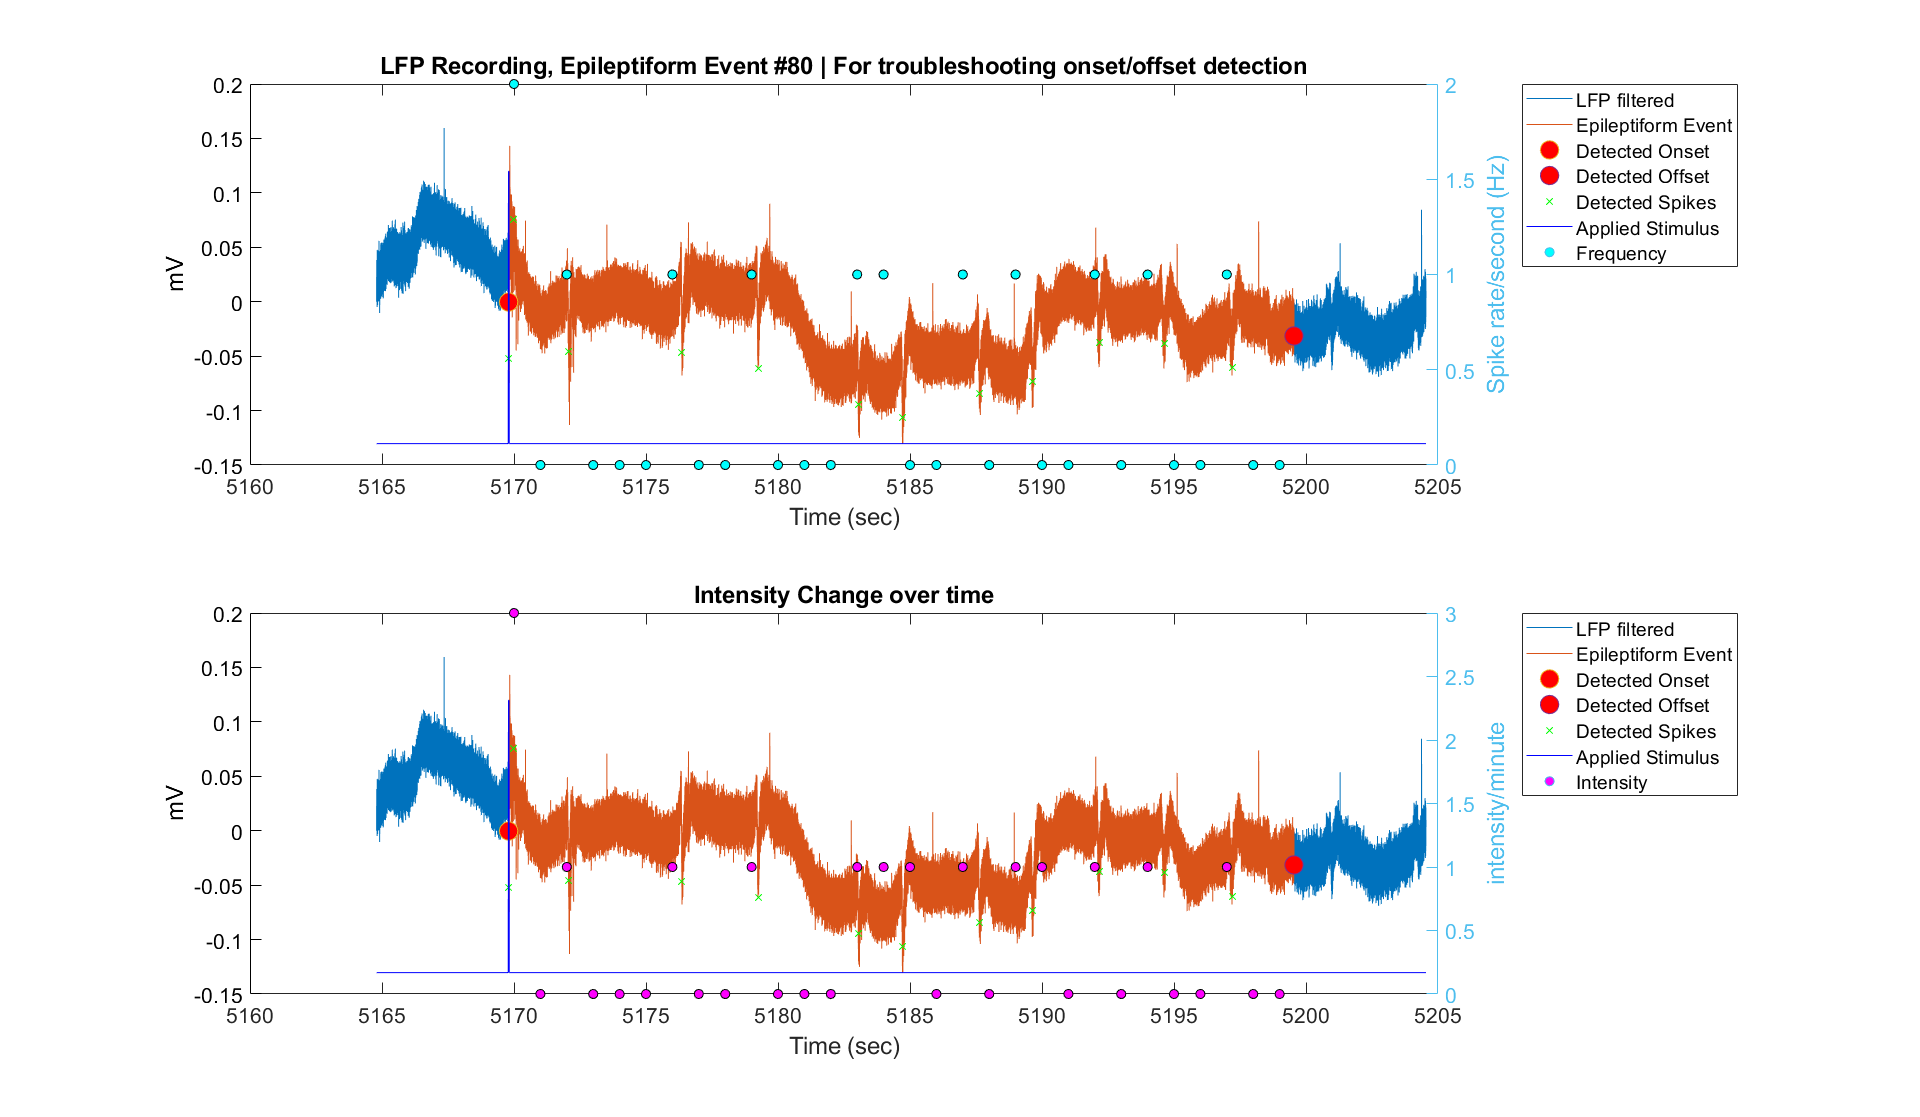 LFP Recording, Epileptiform Event #80 | For troubleshooting onset/offset detection
0.2
0.15
0.1
0.05
0
-0.05
-0.1
-0.15
mV
5160 5165 5170 5175 5180 5185 5190 5195 5200 5205
Time (sec)
2
1.5
1
0.5
0
Spike rate/second (Hz)
LFP filtered
Epileptiform Event
Detected Onset
Detected Offset
Detected Spikes
Applied Stimulus
Frequency
Intensity Change over time
0.2
0.15
0.1
0.05
0
-0.05
-0.1
-0.15
mV
5160 5165 5170 5175 5180 5185 5190 5195 5200 5205
Time (sec)
3
2.5
2
1.5
1
0.5
0
intensity/minute
LFP filtered
Epileptiform Event
Detected Onset
Detected Offset
Detected Spikes
Applied Stimulus
Intensity